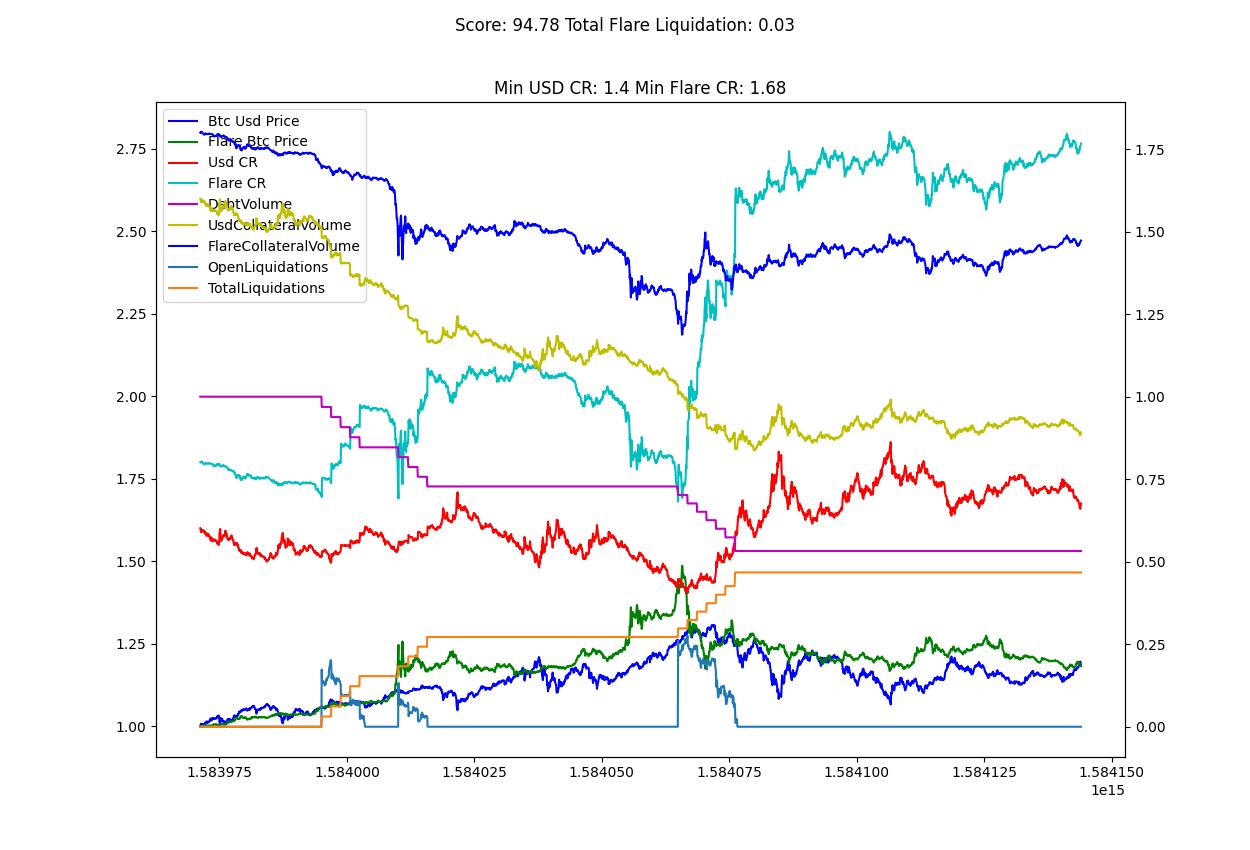 Score: 94.78 Total Flare Liquidation: 0.03
Min USD CR: 1.4 Min Flare CR: 1.68
Btc Usd Price
Flare Btc Price
Usd CR
Flare CR
DbtVolume
UsdCollateralVolume
FlareCollateralVolume
OpenLiquidations
TotalLiquidations
2.75
2.50
2.25
2.00
1.75
1.50
1.25
1.00
1.75
1.50
1.25
1.00
0.75
0.50
0.25
0.00
1.583975 1.584000 1.584025 1.584050 1.584075 1.584100 1.584125 1.584150
1e15